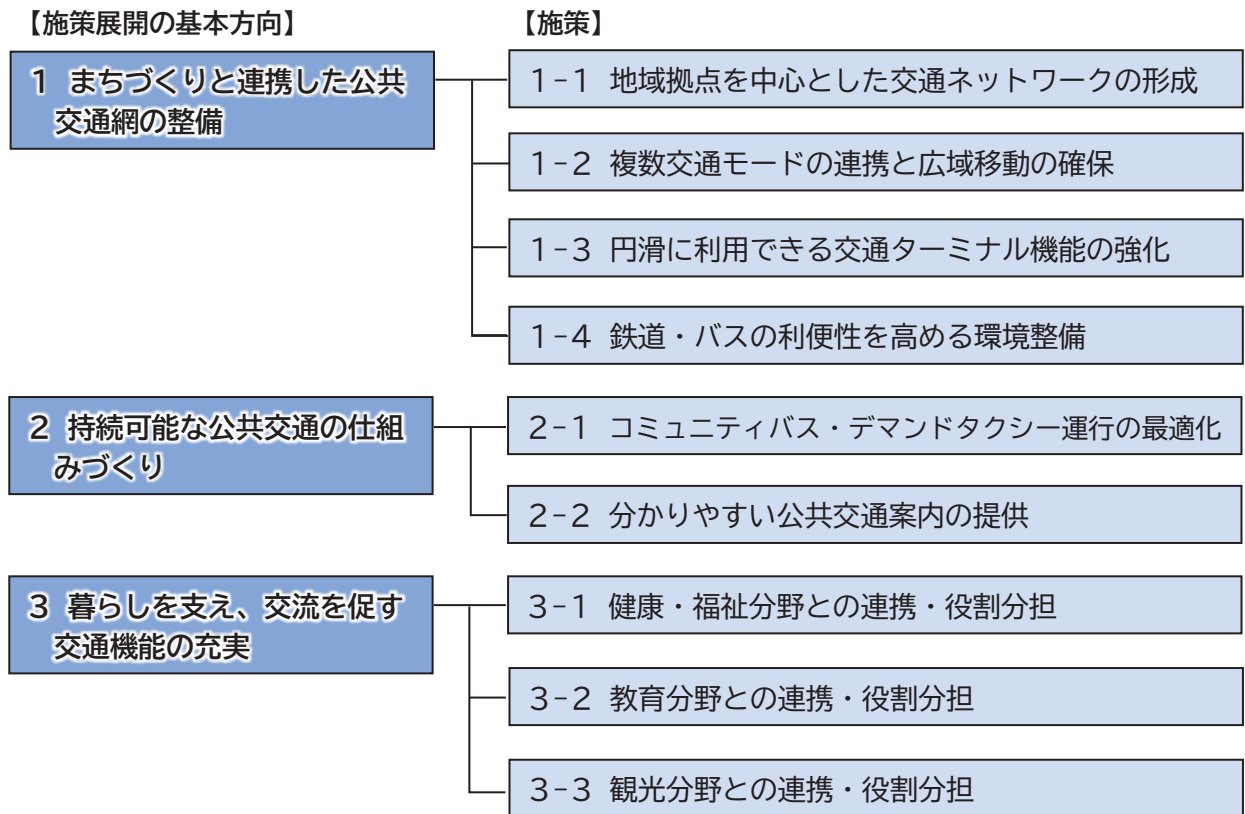 【施策展開の基本方向】
【施策】
1 まちづくりと連携した公共
交通網の整備
1-1 地域拠点を中心とした交通ネットワークの形成
1-2 複数交通モードの連携と広域移動の確保
1-3 円滑に利用できる交通ターミナル機能の強化
1-4 鉄道・バスの利便性を高める環境整備
2 持続可能な公共交通の仕組
みづくり
2-1 コミュニティバス・デマンドタクシー運行の最適化
2-2 分かりやすい公共交通案内の提供
3 暮らしを支え、交流を促す
交通機能の充実
3-1 健康・福祉分野との連携・役割分担
3-2 教育分野との連携・役割分担
3-3 観光分野との連携・役割分担